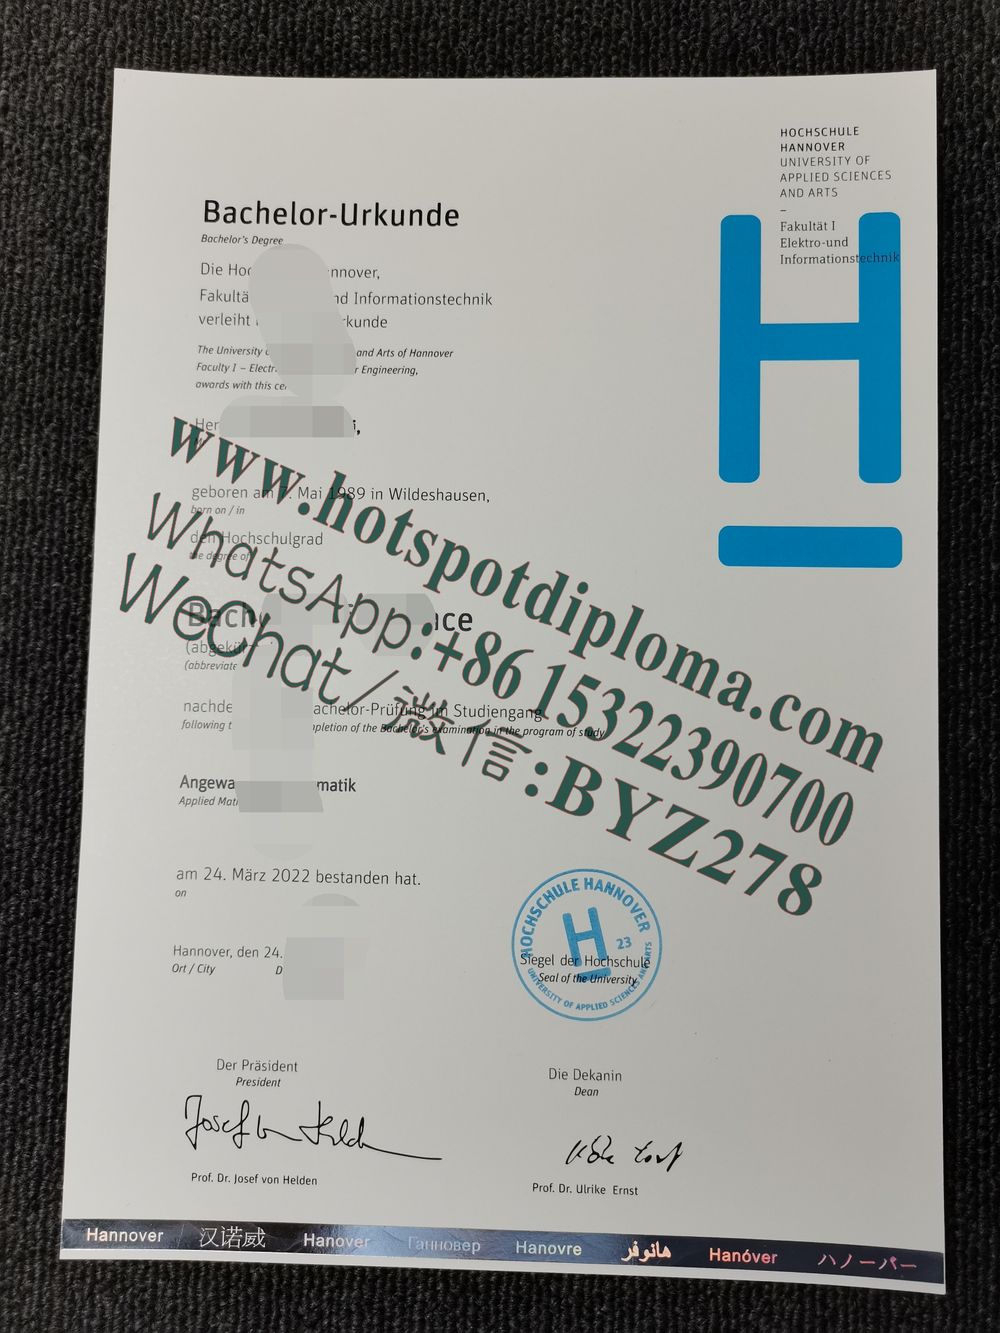 HOCHSCHULE
HANNOVER
UNIVERSITY OF
APPLIED SCIENCES
AND ARTS
–
Fakultät I
Elektro-und
Informationstechnik
Bachelor-Urkunde
Bachelor's Degree
Die Hoc nnover,
Fakultä nd Informationstechnik
verleiht rkunde
The University and Arts of Hannover
Faculty I – Electr r Engineering,
awards with this cer
Her i,
geboren am 7. Mai 1989 in Wildeshausen,
born on / in
den Hochschulgrad
the degree of
Bach nce
(abgekür
(abbreviate
nachde achelor-Prüfung im Studiengang
following t pletion of the Bachelor's examination in the program of study
Angewa matik
Applied Mat
am 24. März 2022 bestanden hat.
on
Hannover, den 24.
Ort / City D
HOCHSCHULE HANNOVER
H
23
Siegel der Hochschule
Seal of the University
UNIVERSITY OF APPLIED SCIENCES AND ARTS
Der Präsident
President
Die Dekanin
Dean
Prof. Dr. Josef von Helden
Prof. Dr. Ulrike Ernst
Hannover 汉诺威 Hanover Ганновер Hanovre هانوفر Hanóver ハノーバー
www.hotspotdiploma.com
WhatsApp:+86 15322390700
WeChat/微信:BYZ278